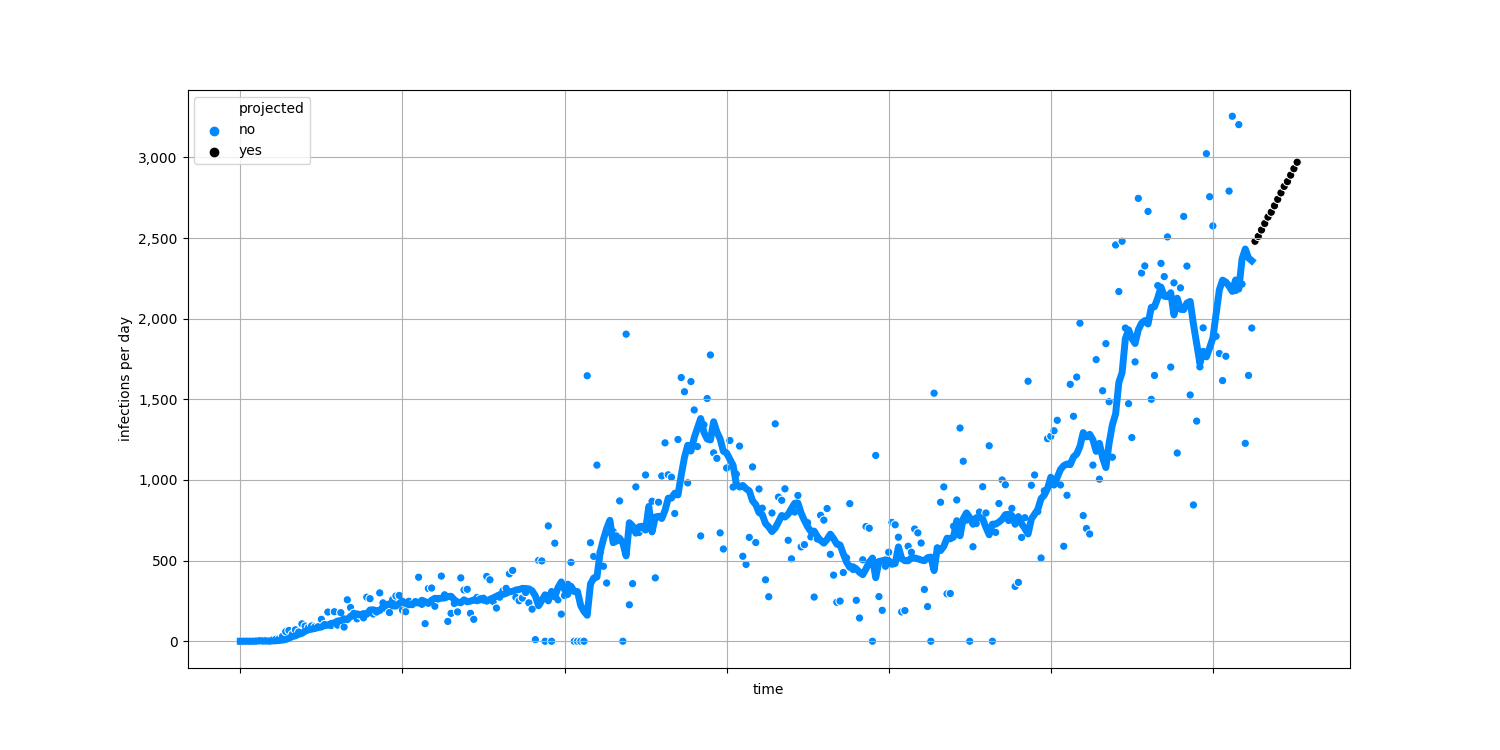 projected
no
yes
3,000
2,500
2,000
1,500
1,000
500
0
infections per day
time